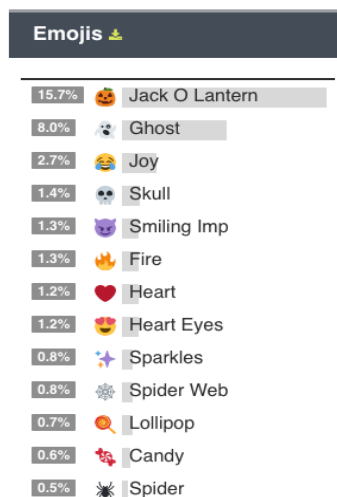 Emojis
15.7% Jack O Lantern
8.0% Ghost
2.7% Joy
1.4% Skull
1.3% Smiling Imp
1.3% Fire
1.2% Heart
1.2% Heart Eyes
0.8% Sparkles
0.8% Spider Web
0.7% Lollipop
0.6% Candy
0.5% Spider